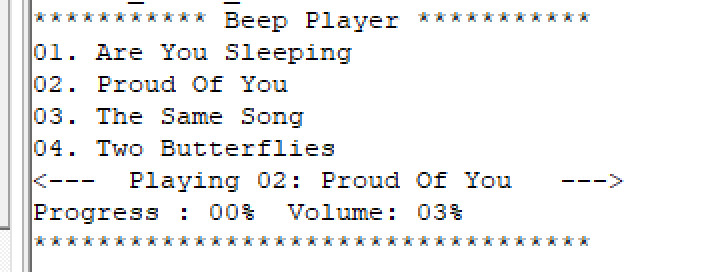 *********** Beep Player ***********
01. Are You Sleeping
02. Proud Of You
03. The Same Song
04. Two Butterflies
<---  Playing 02: Proud Of You   --->
Progress : 00%  Volume: 03%
***********************************